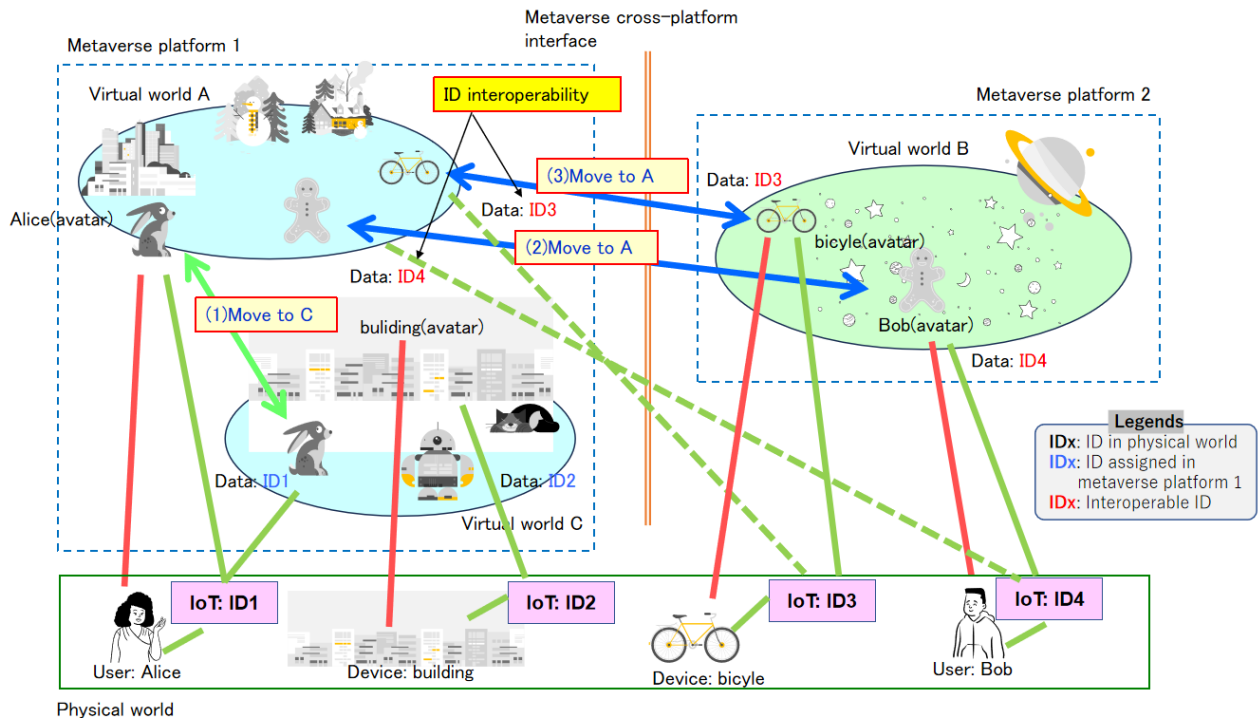 Metaverse cross-platform
interface
Metaverse platform 1
Virtual world A
ID interoperability
Metaverse platform 2
Virtual world B
(3)Move to A
Data: ID3
Alice(avatar)
Data: ID3
bicyle(avatar)
(2)Move to A
Data: ID4
(1)Move to C
buliding(avatar)
Bob(avatar)
Data: ID4
Legends
IDx: ID in physical world
IDx: ID assigned in
metaverse platform 1
IDx: Interoperable ID
Data: ID1
Data: ID2
Virtual world C
IoT: ID1
IoT: ID2
IoT: ID3
IoT: ID4
User: Alice
Device: building
Device: bicyle
User: Bob
Physical world